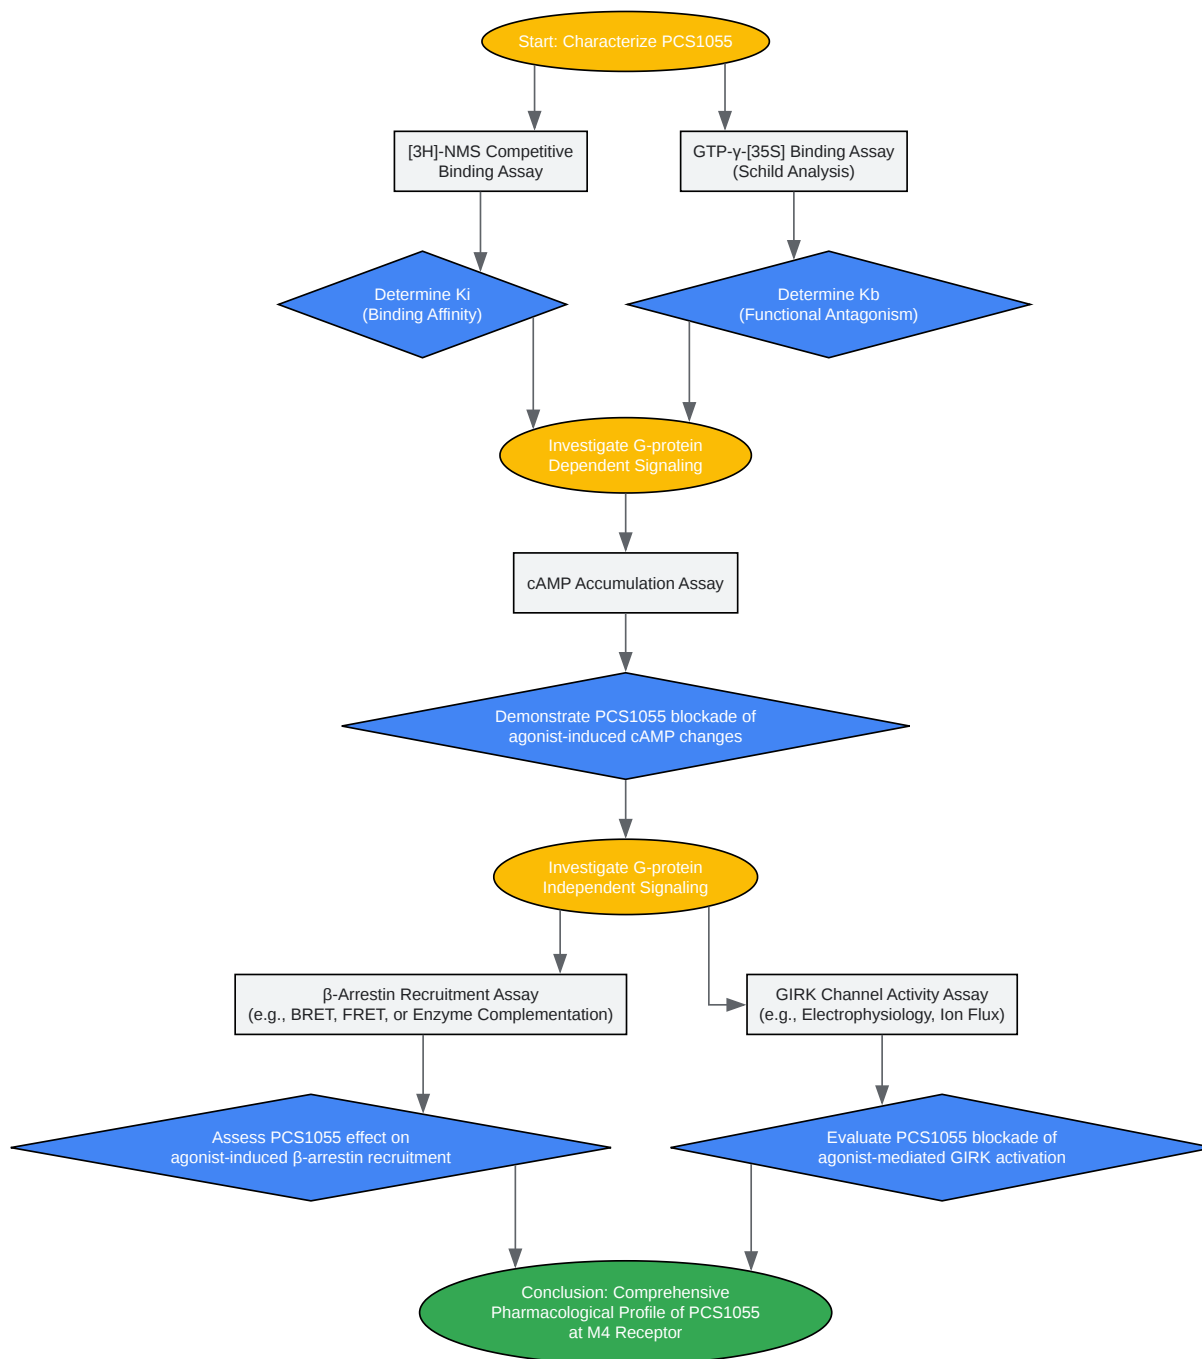 Start: Characterize PCS1055
[3H]-NMS Competitive
Binding Assay
GTP-γ-[35S] Binding Assay
(Schild Analysis)
Determine Ki
(Binding Affinity)
Determine Kb
(Functional Antagonism)
Investigate G-protein
Dependent Signaling
cAMP Accumulation Assay
Demonstrate PCS1055 blockade of
agonist-induced cAMP changes
Investigate G-protein
Independent Signaling
β-Arrestin Recruitment Assay
(e.g., BRET, FRET, or Enzyme Complementation)
GIRK Channel Activity Assay
(e.g., Electrophysiology, Ion Flux)
Assess PCS1055 effect on
agonist-induced β-arrestin recruitment
Evaluate PCS1055 blockade of
agonist-mediated GIRK activation
Conclusion: Comprehensive
Pharmacological Profile of PCS1055
at M4 Receptor